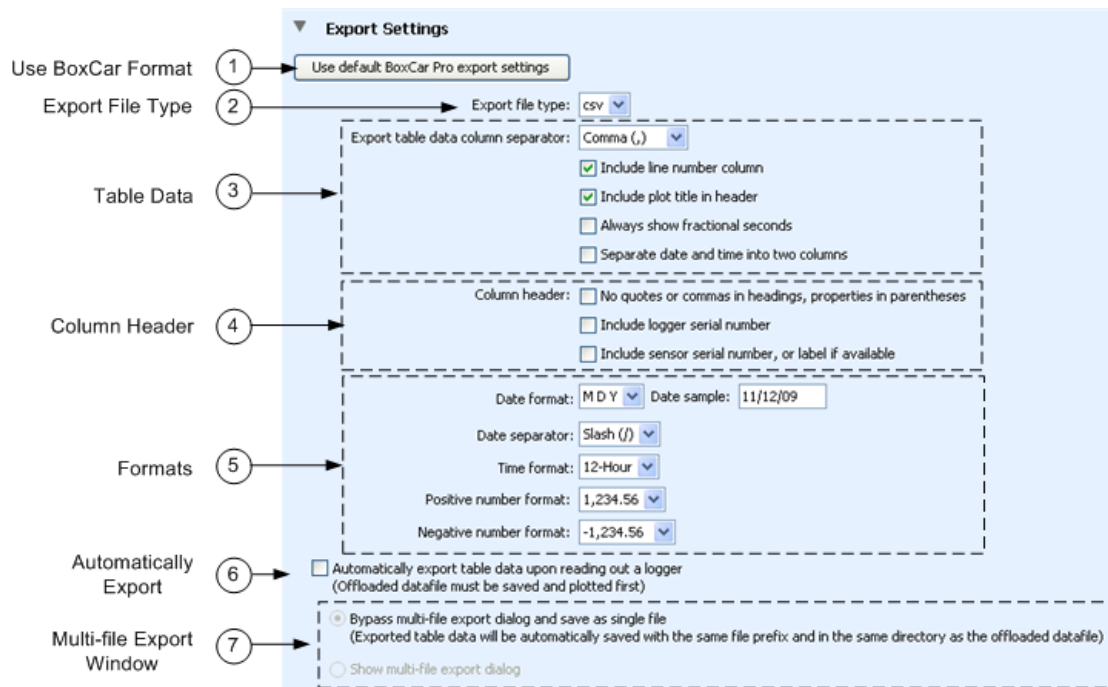 Export Settings
Use BoxCar Format 1 Use default BoxCar Pro export settings
Export File Type 2 Export file type: csv
Export table data column separator: Comma (,)
Include line number column
Table Data 3 Include plot title in header
Always show fractional seconds
Separate date and time into two columns
Column header: No quotes or commas in headings, properties in parentheses
Column Header 4 Include logger serial number
Include sensor serial number, or label if available
Date format: M D Y Date sample: 11/12/09
Date separator: Slash (/)
Formats 5 Time format: 12-Hour
Positive number format: 1,234.56
Negative number format: -1,234.56
Automatically Export 6 Automatically export table data upon reading out a logger
(Offloaded datafile must be saved and plotted first)
Multi-file Export Window 7 Bypass multi-file export dialog and save as single file
(Exported table data will be automatically saved with the same file prefix and in the same directory as the offloaded datafile)
Show multi-file export dialog